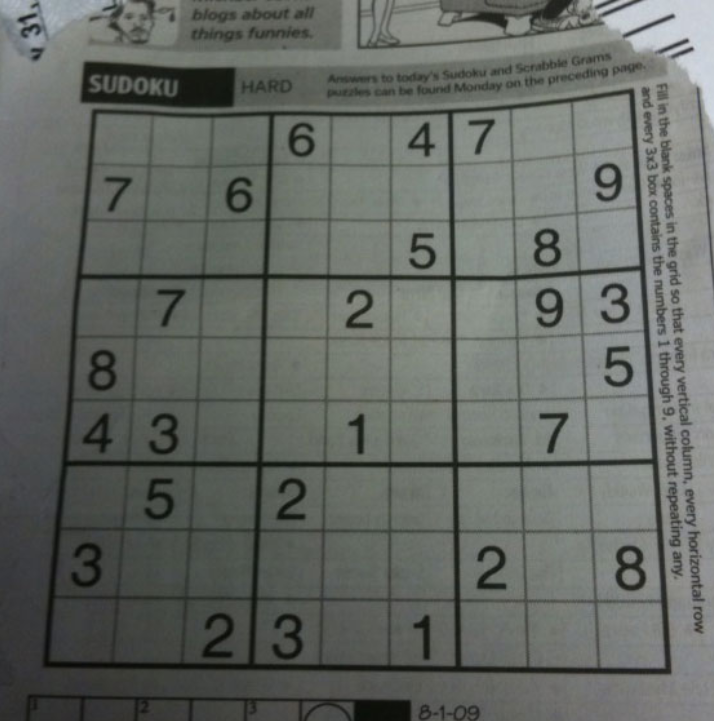 31,
blogs about all
things funnies.
SUDOKU HARD
Answers to today's Sudoku and Scrabble Grams
puzzles can be found Monday on the preceding page.
6 4 7
7 6 9
5 8
7 2 9 3
8 5
4 3 1 7
5 2
3 2 8
2 3 1
Fill in the blank spaces in the grid so that every vertical column, every horizontal row
and every 3x3 box contains the numbers 1 through 9, without repeating any.
1 2 3 8-1-09